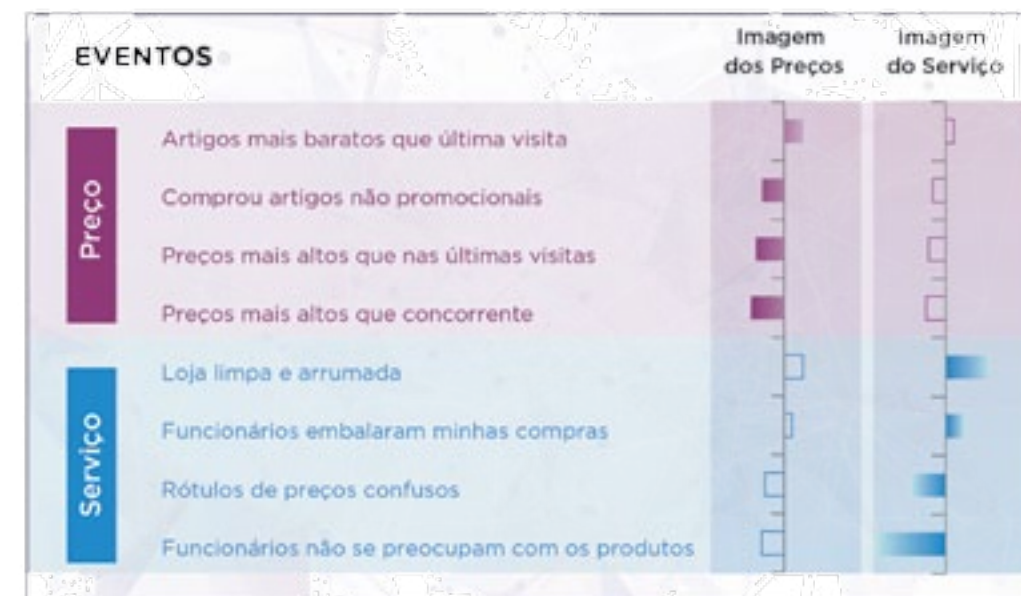 EVENTOS
Imagem
dos Preços
Imagem
do Serviço
Preço
Artigos mais baratos que última visita
Comprou artigos não promocionais
Preços mais altos que nas últimas visitas
Preços mais altos que concorrente
Serviço
Loja limpa e arrumada
Funcionários embalaram minhas compras
Rótulos de preços confusos
Funcionários não se preocupam com os produtos